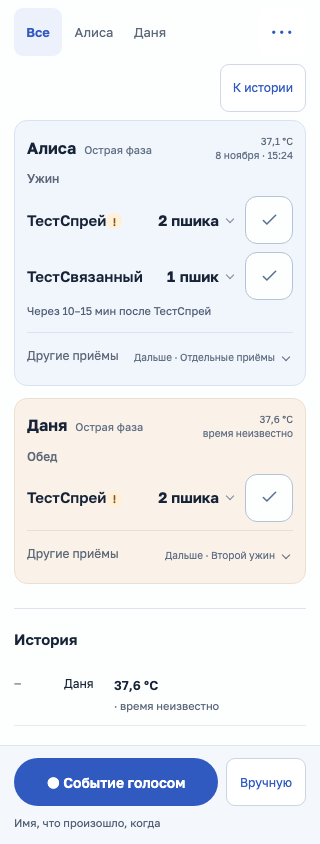 Все Алиса Даня •••
К истории
Алиса Острая фаза 37,1 °C
8 ноября · 15:24
Ужин
ТестСпрей ! 2 пшика
ТестСвязанный 1 пшик
Через 10–15 мин после ТестСпрей
Другие приёмы Дальше · Отдельные приёмы
Даня Острая фаза 37,6 °C
время неизвестно
Обед
ТестСпрей ! 2 пшика
Другие приёмы Дальше · Второй ужин
История
— Даня 37,6 °C
· время неизвестно
Событие голосом Вручную
Имя, что произошло, когда